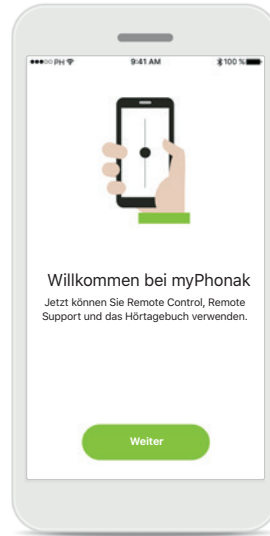 ●●●○○ PH 9:41 AM 100 %
Willkommen bei myPhonak
Jetzt können Sie Remote Control, Remote
Support und das Hörtagebuch verwenden.
Weiter